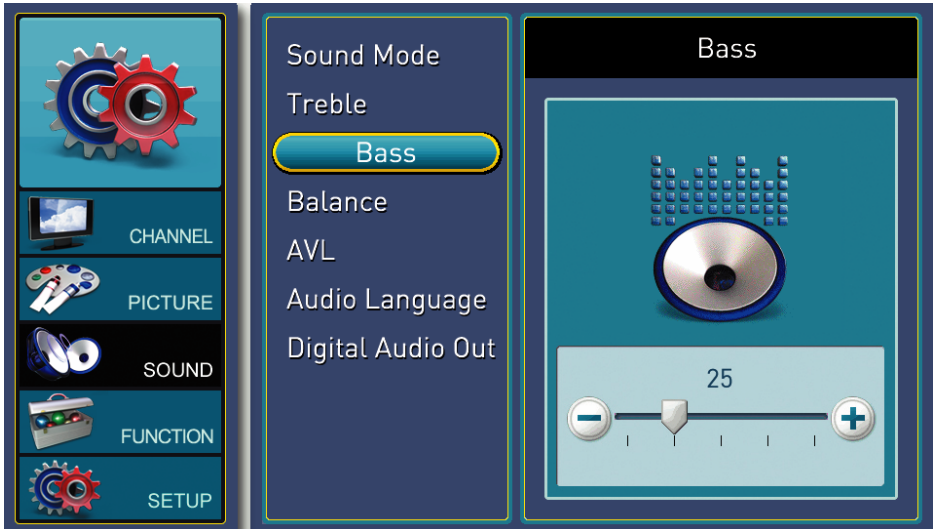 CHANNEL
PICTURE
SOUND
FUNCTION
SETUP
Sound Mode
Treble
Bass
Balance
AVL
Audio Language
Digital Audio Out
Bass
25